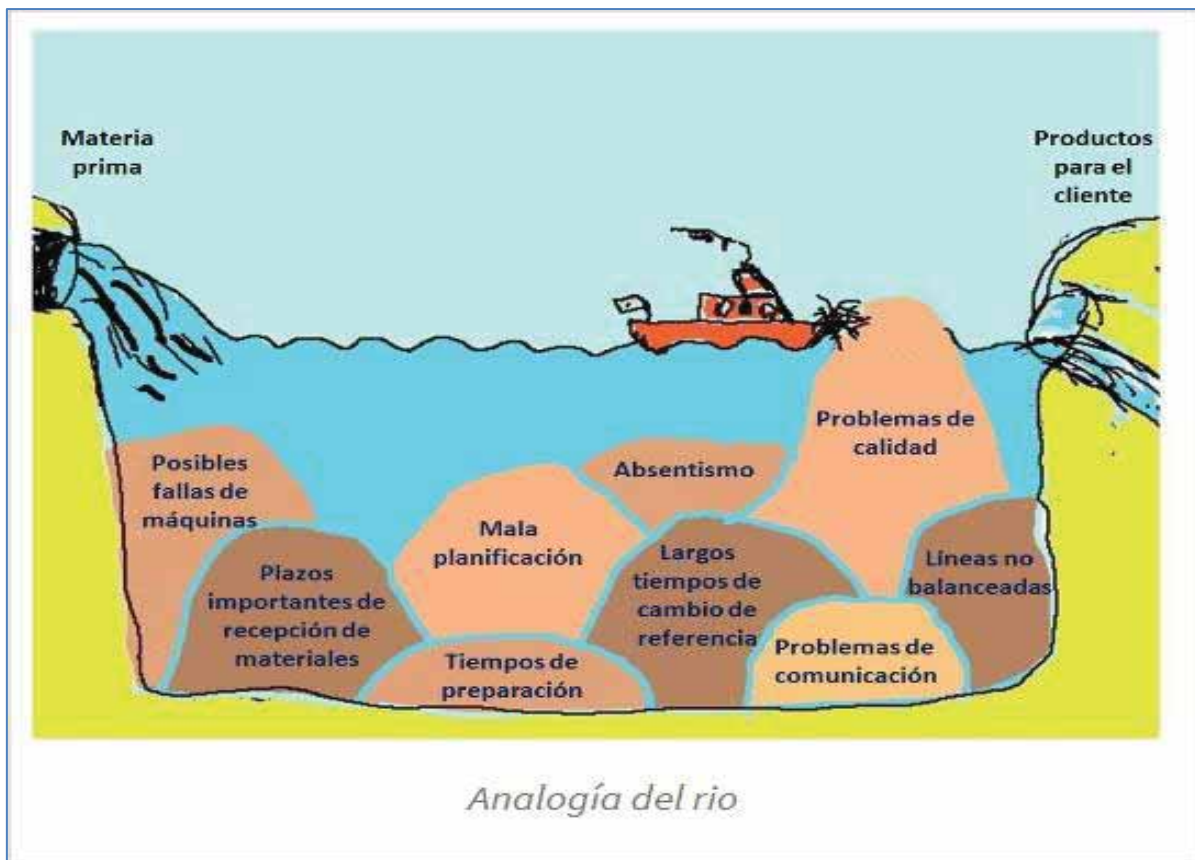 Materia
prima
Productos
para el
cliente
Problemas de
calidad
Posibles
fallas de
máquinas
Absentismo
Mala
planificación
Largos
tiempos de
cambio de
referencia
Líneas no
balanceadas
Plazos
importantes de
recepción de
materiales
Tiempos de
preparación
Problemas de
comunicación
Analogía del rio